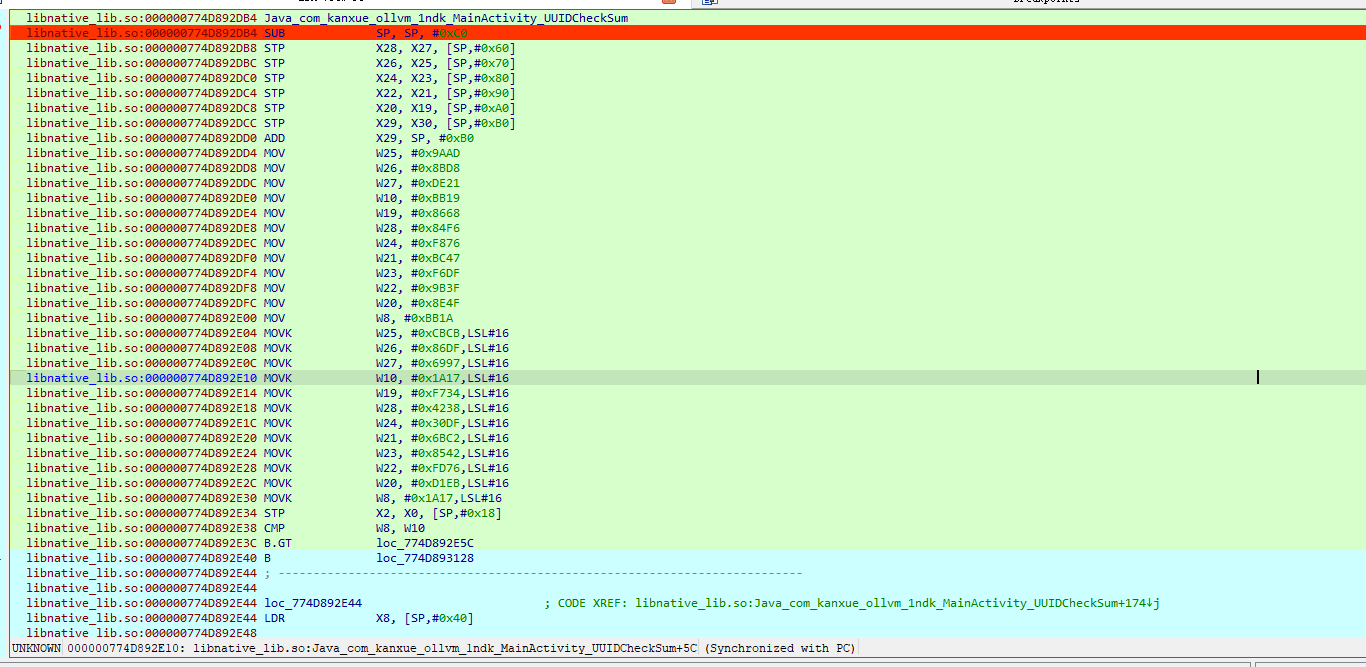 libnative_lib.so:000000774D892DB4 Java_com_kanxue_ollvm_1ndk_MainActivity_UUIDCheckSum
libnative_lib.so:000000774D892DB4 SUB SP, SP, #0xC0
libnative_lib.so:000000774D892DB8 STP X28, X27, [SP,#0x60]
libnative_lib.so:000000774D892DBC STP X26, X25, [SP,#0x70]
libnative_lib.so:000000774D892DC0 STP X24, X23, [SP,#0x80]
libnative_lib.so:000000774D892DC4 STP X22, X21, [SP,#0x90]
libnative_lib.so:000000774D892DC8 STP X20, X19, [SP,#0xA0]
libnative_lib.so:000000774D892DCC STP X29, X30, [SP,#0xB0]
libnative_lib.so:000000774D892DD0 ADD X29, SP, #0xB0
libnative_lib.so:000000774D892DD4 MOV W25, #0x9AAD
libnative_lib.so:000000774D892DD8 MOV W26, #0x8BD8
libnative_lib.so:000000774D892DDC MOV W27, #0xDE21
libnative_lib.so:000000774D892DE0 MOV W10, #0xBB19
libnative_lib.so:000000774D892DE4 MOV W19, #0x8668
libnative_lib.so:000000774D892DE8 MOV W28, #0x84F6
libnative_lib.so:000000774D892DEC MOV W24, #0xF876
libnative_lib.so:000000774D892DF0 MOV W21, #0xBC47
libnative_lib.so:000000774D892DF4 MOV W23, #0xF6DF
libnative_lib.so:000000774D892DF8 MOV W22, #0x9B3F
libnative_lib.so:000000774D892DFC MOV W20, #0x8E4F
libnative_lib.so:000000774D892E00 MOV W8, #0xBB1A
libnative_lib.so:000000774D892E04 MOVK W25, #0xCBCB,LSL#16
libnative_lib.so:000000774D892E08 MOVK W26, #0x86DF,LSL#16
libnative_lib.so:000000774D892E0C MOVK W27, #0x6997,LSL#16
libnative_lib.so:000000774D892E10 MOVK W10, #0x1A17,LSL#16
libnative_lib.so:000000774D892E14 MOVK W19, #0xF734,LSL#16
libnative_lib.so:000000774D892E18 MOVK W28, #0x4238,LSL#16
libnative_lib.so:000000774D892E1C MOVK W24, #0x30DF,LSL#16
libnative_lib.so:000000774D892E20 MOVK W21, #0x6BC2,LSL#16
libnative_lib.so:000000774D892E24 MOVK W23, #0x8542,LSL#16
libnative_lib.so:000000774D892E28 MOVK W22, #0xFD76,LSL#16
libnative_lib.so:000000774D892E2C MOVK W20, #0xD1EB,LSL#16
libnative_lib.so:000000774D892E30 MOVK W8, #0x1A17,LSL#16
libnative_lib.so:000000774D892E34 STP X2, X0, [SP,#0x18]
libnative_lib.so:000000774D892E38 CMP W8, W10
libnative_lib.so:000000774D892E3C B.GT loc_774D892E5C
libnative_lib.so:000000774D892E40 B loc_774D893128
libnative_lib.so:000000774D892E44 ; ---------------------------------------------------------------------------
libnative_lib.so:000000774D892E44
libnative_lib.so:000000774D892E44 loc_774D892E44 ; CODE XREF: libnative_lib.so:Java_com_kanxue_ollvm_1ndk_MainActivity_UUIDCheckSum+174↓j
libnative_lib.so:000000774D892E44 LDR X8, [SP,#0x40]
libnative_lib.so:000000774D892E48
UNKNOWN 000000774D892E10: libnative_lib.so:Java_com_kanxue_ollvm_1ndk_MainActivity_UUIDCheckSum+5C (Synchronized with PC)